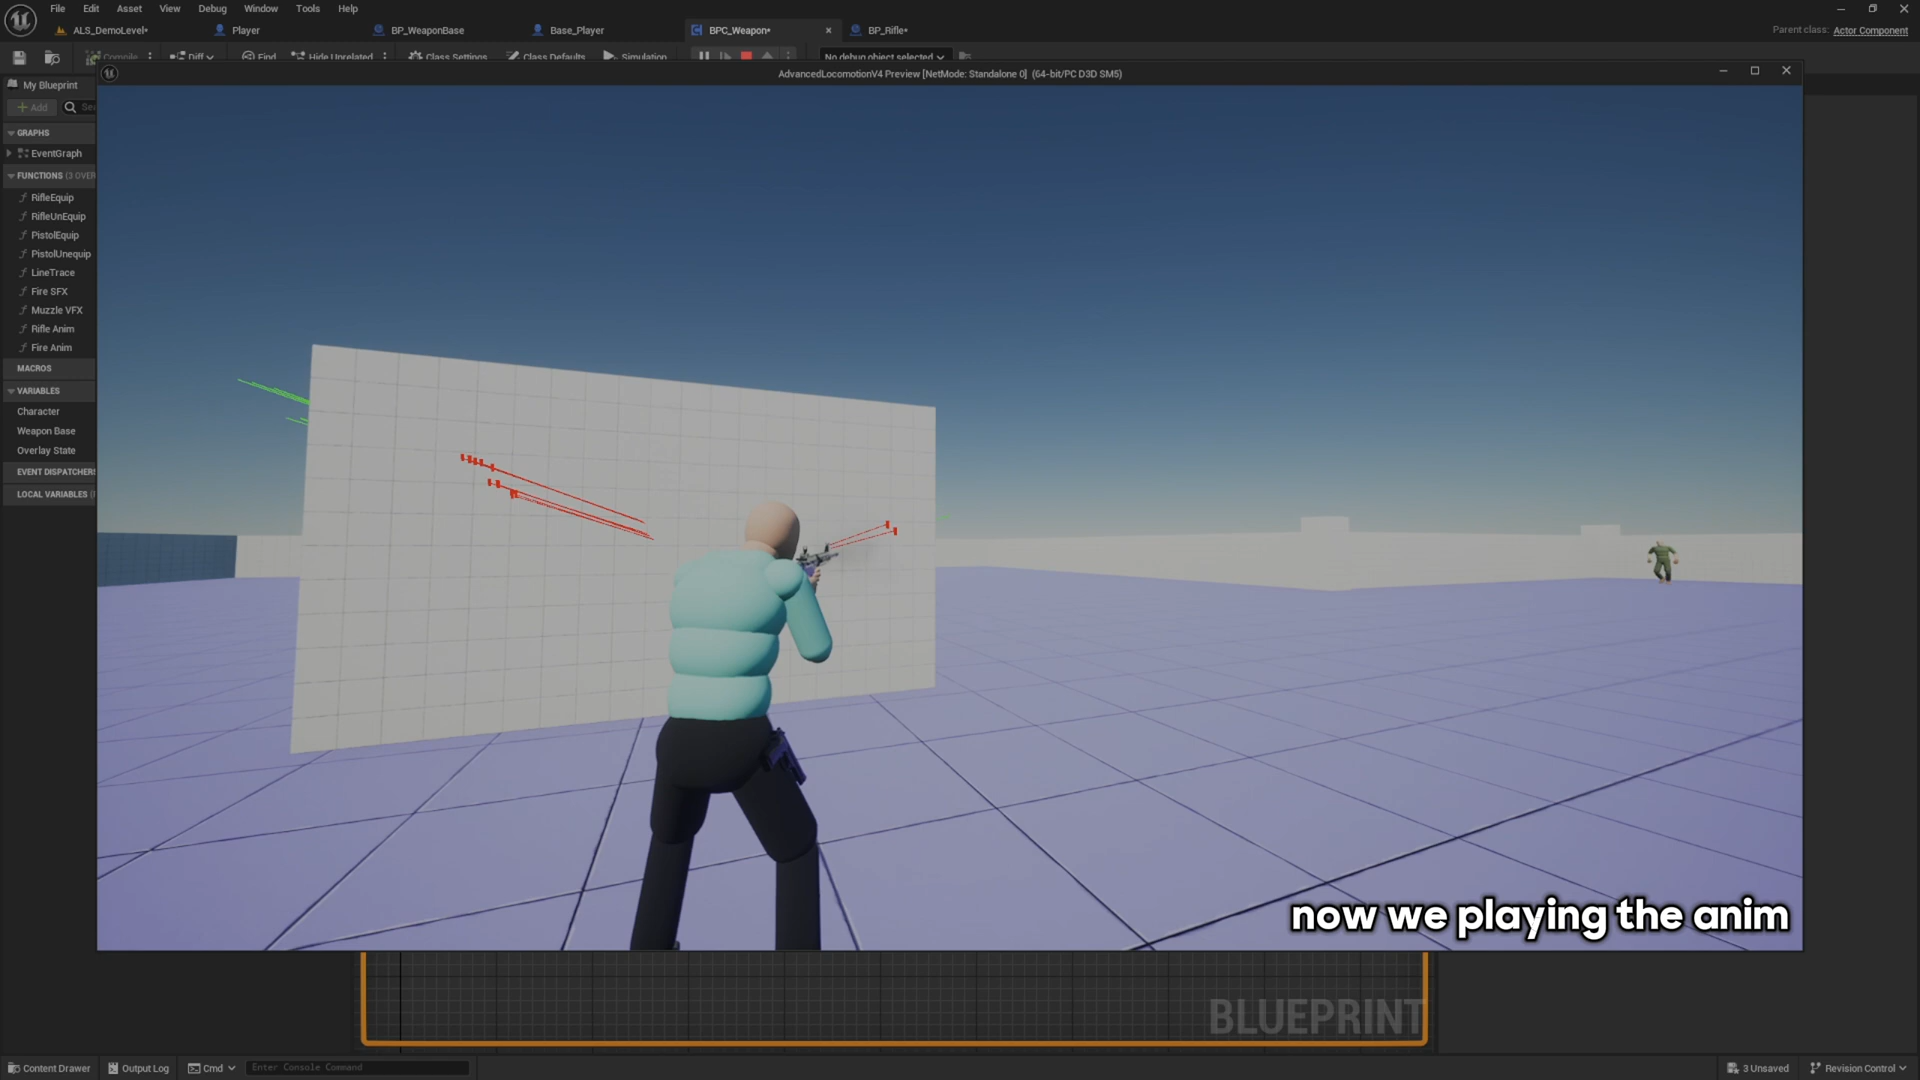 File Edit Asset View Debug Window Tools Help
ALS_DemoLevel* Player BP_WeaponBase Base_Player BPC_Weapon* BP_Rifle*
Parent class: Actor Component
Compile Diff Find Hide Unrelated Class Settings Class Defaults Simulation No debug object selected
AdvancedLocomotionV4 Preview [NetMode: Standalone 0] (64-bit/PC D3D SM5)
My Blueprint
+ Add Sea
GRAPHS
EventGraph
FUNCTIONS (3 OVER
RifleEquip
RifleUnEquip
PistolEquip
PistolUnequip
LineTrace
Fire SFX
Muzzle VFX
Rifle Anim
Fire Anim
MACROS
VARIABLES
Character
Weapon Base
Overlay State
EVENT DISPATCHERS
LOCAL VARIABLES (
now we playing the anim
BLUEPRINT
Content Drawer Output Log Cmd Enter Console Command 3 Unsaved Revision Control